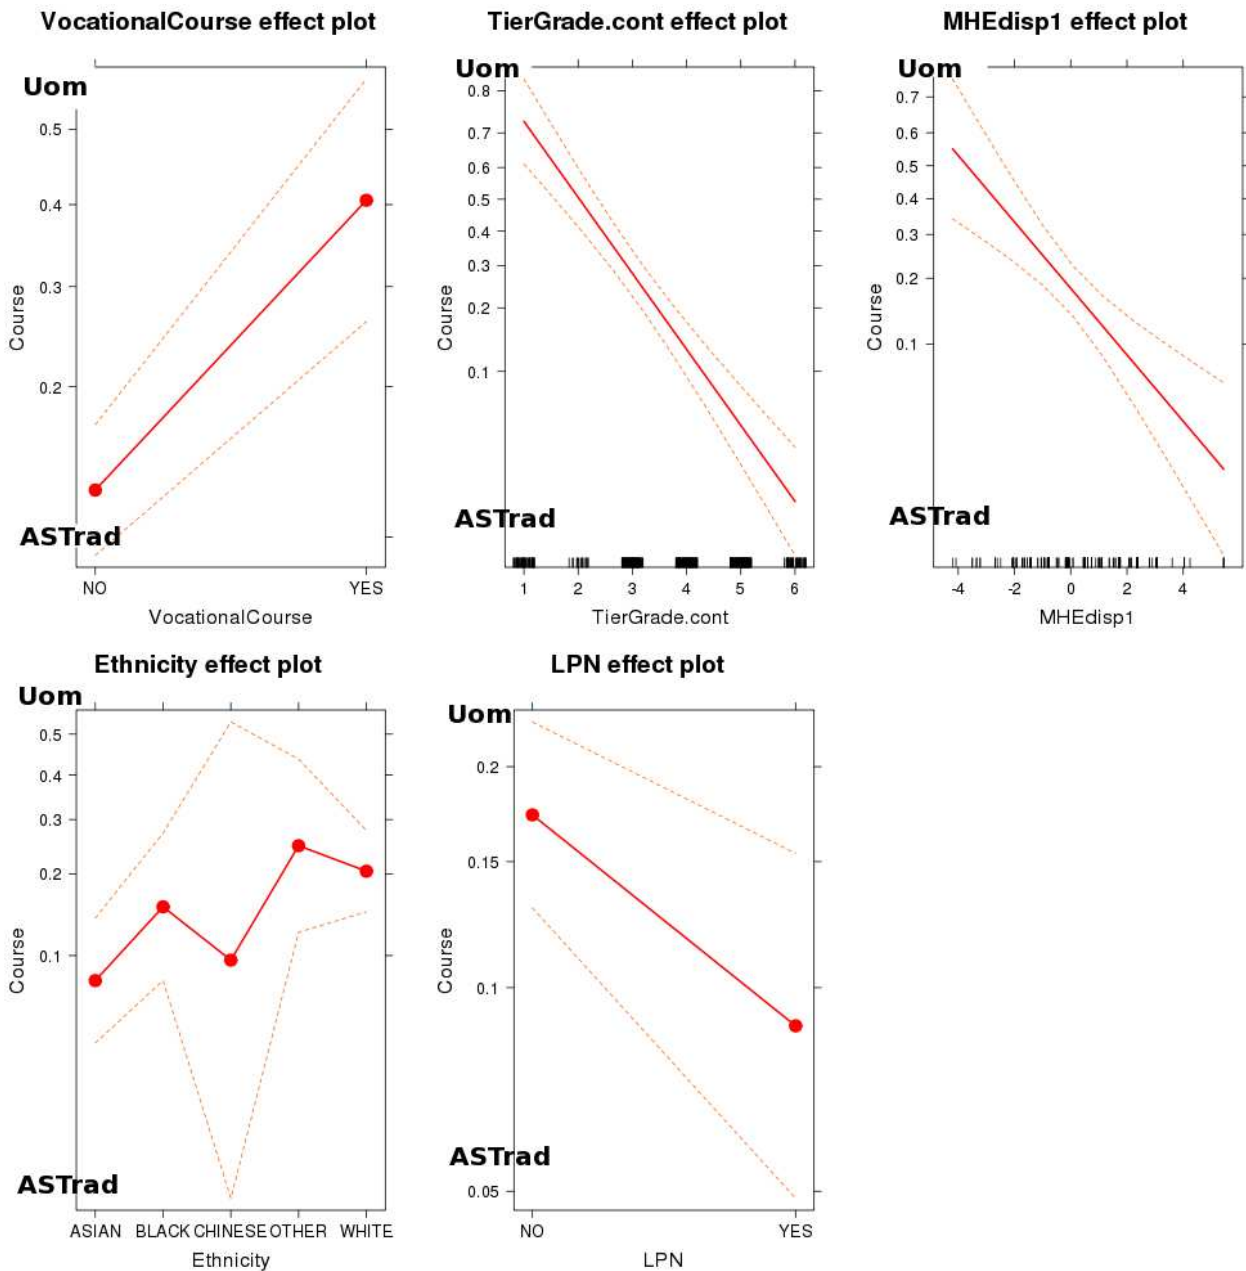 VocationalCourse effect plot
Uom
0.5
0.4
0.3
0.2
Course
ASTrad
NO YES
VocationalCourse
TierGrade.cont effect plot
Uom
0.8
0.7
0.6
0.5
0.4
0.3
0.2
0.1
Course
ASTrad
1 2 3 4 5 6
TierGrade.cont
MHEdisp1 effect plot
Uom
0.7
0.6
0.5
0.4
0.3
0.2
0.1
Course
ASTrad
-4 -2 0 2 4
MHEdisp1
Ethnicity effect plot
Uom
0.5
0.4
0.3
0.2
0.1
Course
ASTrad
ASIAN BLACK CHINESE OTHER WHITE
Ethnicity
LPN effect plot
Uom
0.2
0.15
0.1
0.05
Course
ASTrad
NO YES
LPN